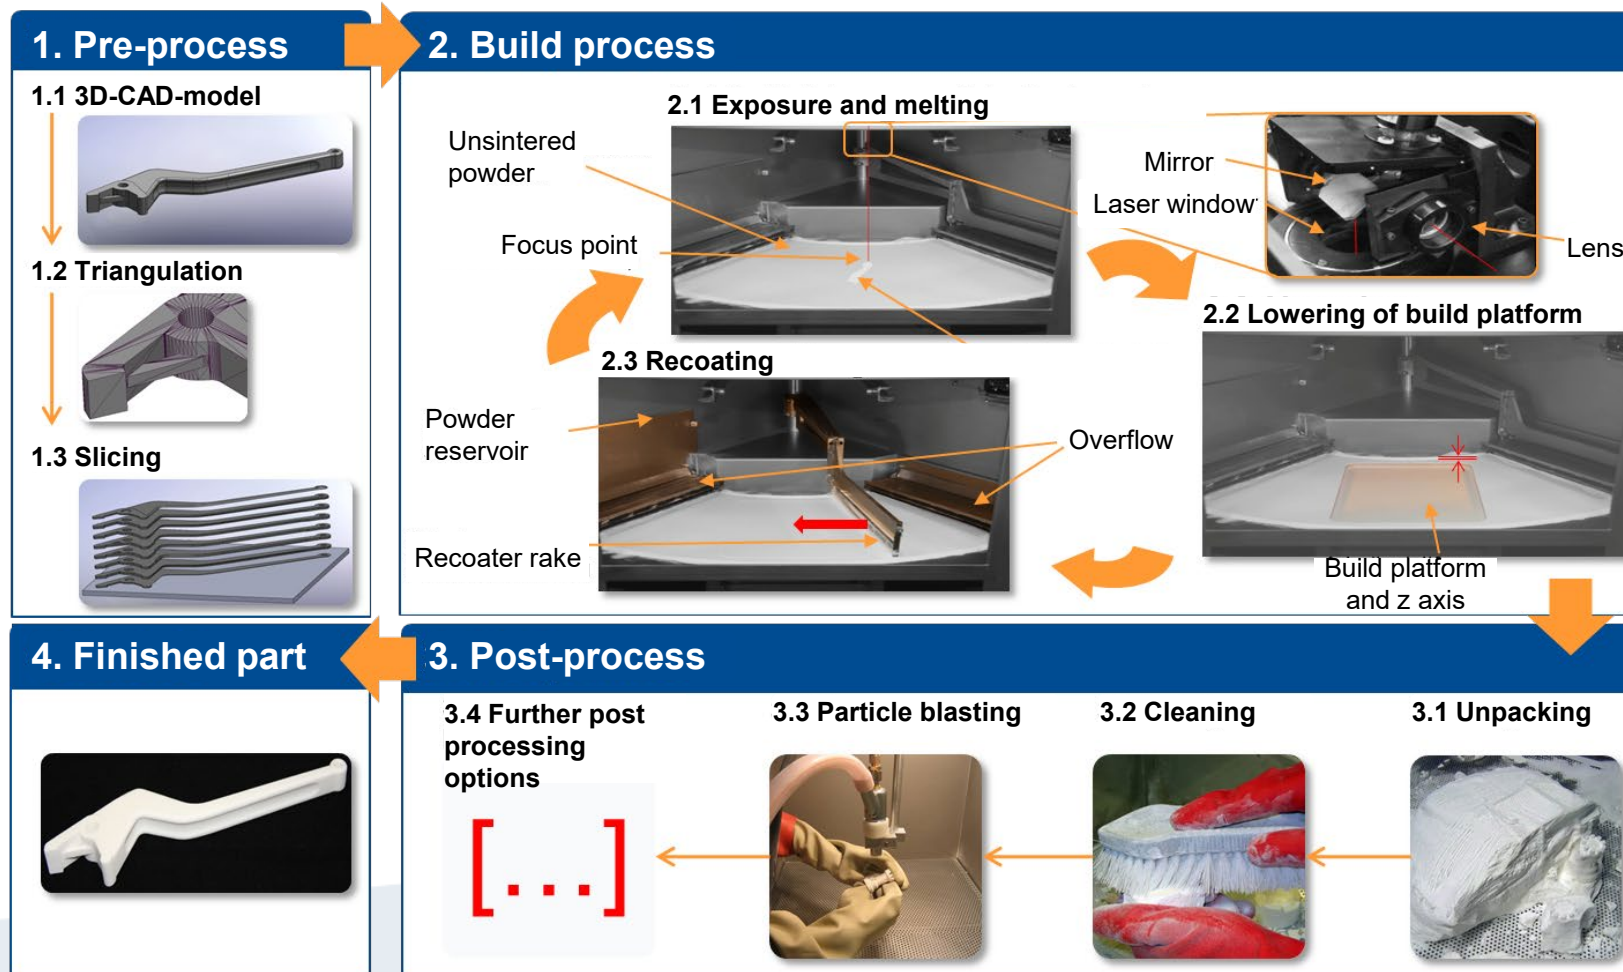 1. Pre-process
1.1 3D-CAD-model
1.2 Triangulation
1.3 Slicing
2. Build process
2.1 Exposure and melting
Unsintered
powder
Focus point
Mirror
Laser window
Lens
2.2 Lowering of build platform
Build platform
and z axis
2.3 Recoating
Powder
reservoir
Overflow
Recoater rake
3. Post-process
3.1 Unpacking
3.2 Cleaning
3.3 Particle blasting
3.4 Further post
processing
options
[...]
4. Finished part